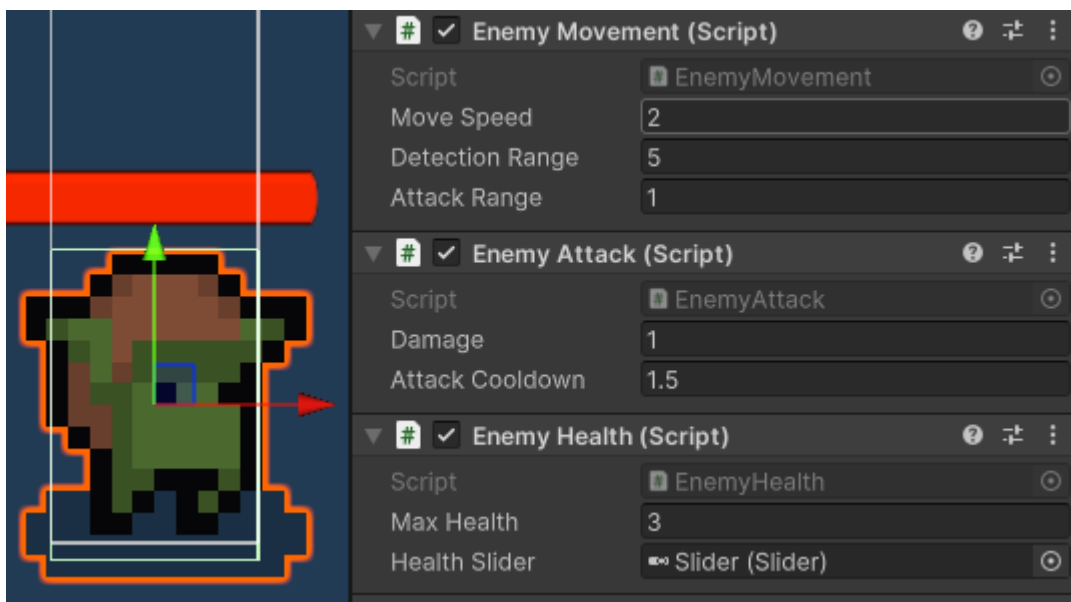 Enemy Movement (Script)
Script EnemyMovement
Move Speed 2
Detection Range 5
Attack Range 1
Enemy Attack (Script)
Script EnemyAttack
Damage 1
Attack Cooldown 1.5
Enemy Health (Script)
Script EnemyHealth
Max Health 3
Health Slider Slider (Slider)